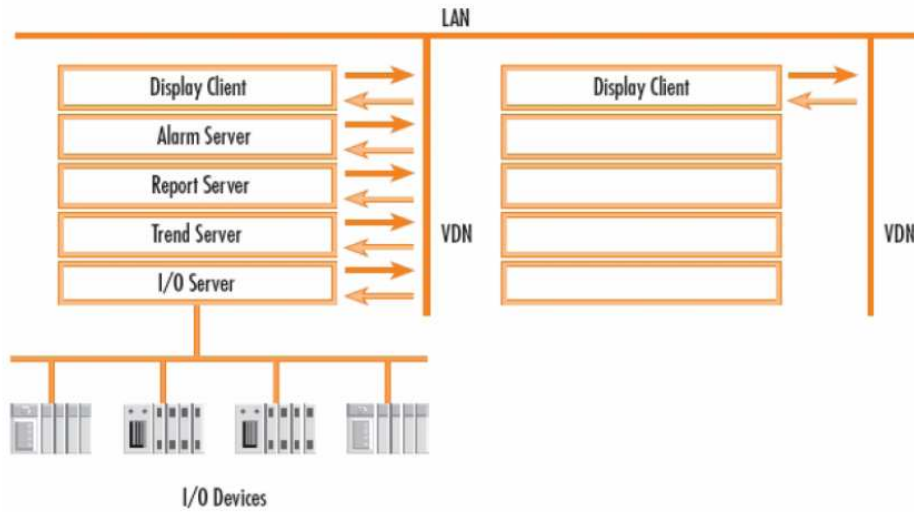 LAN
Display Client
Alarm Server
Report Server
Trend Server
I/O Server
VDN
Display Client
VDN
I/O Devices